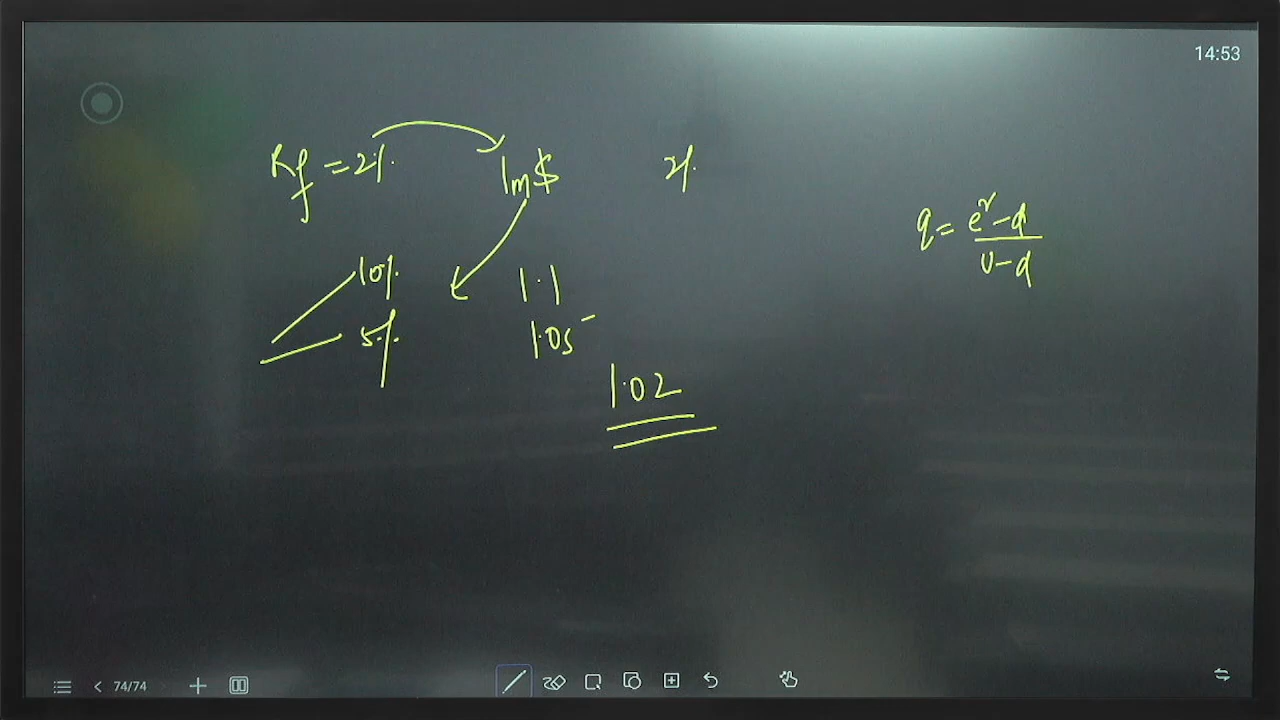 14:53
Rf = 2% 1m$ 2%
q = e^r - d / u - d
10% 1.1
5% 1.05
1.02
74/74